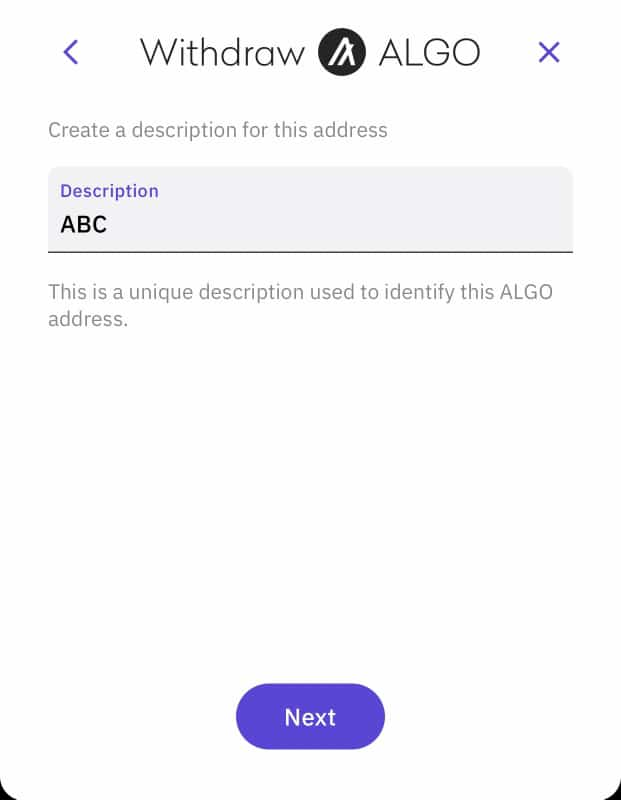 Withdraw ALGO
Create a description for this address
Description
ABC
This is a unique description used to identify this ALGO
address.
Next